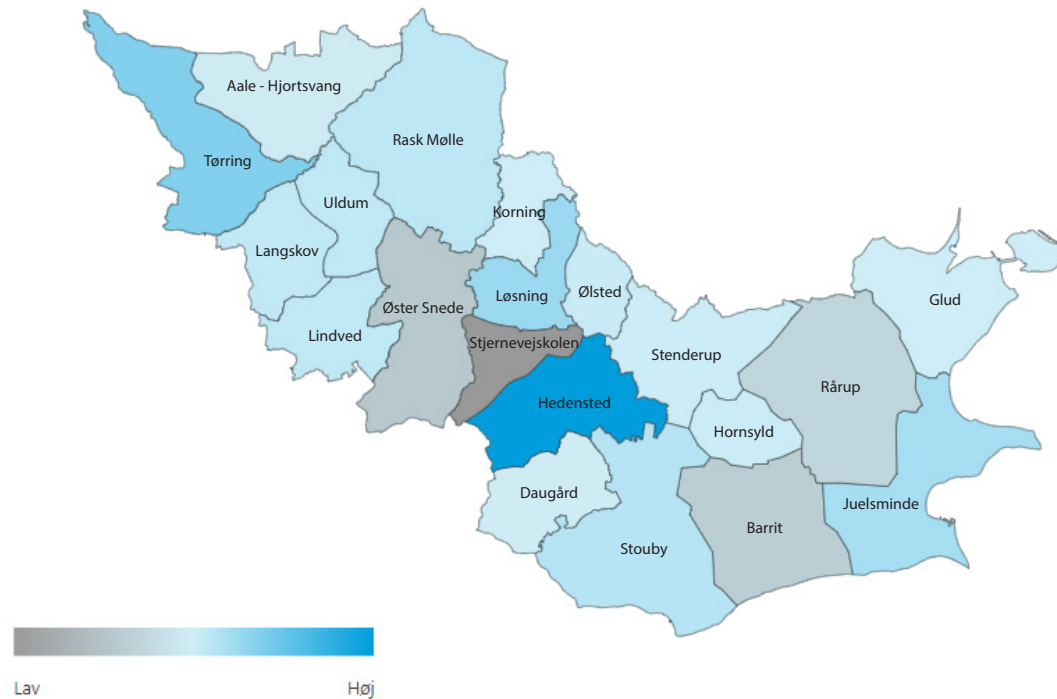 Aale - Hjortsvang
Rask Mølle
Tørring
Uldum
Korning
Langskov
Løsning
Ølsted
Glud
Øster Snede
Lindved
Stjernevejskolen
Stenderup
Rårup
Hedensted
Hornsyld
Daugård
Juelsminde
Barrit
Stouby
Lav
Høj